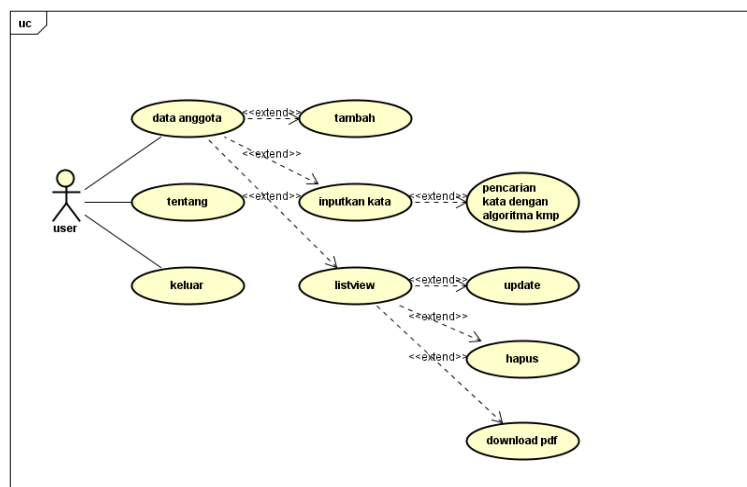 uc
data anggota
<<extend>>
tambah
<<extend>>
user
tentang
<<extend>>
inputkan kata
<<extend>>
pencarian
kata dengan
algoritma kmp
keluar
listview
<<extend>>
update
<<extend>>
hapus
<<extend>>
download pdf